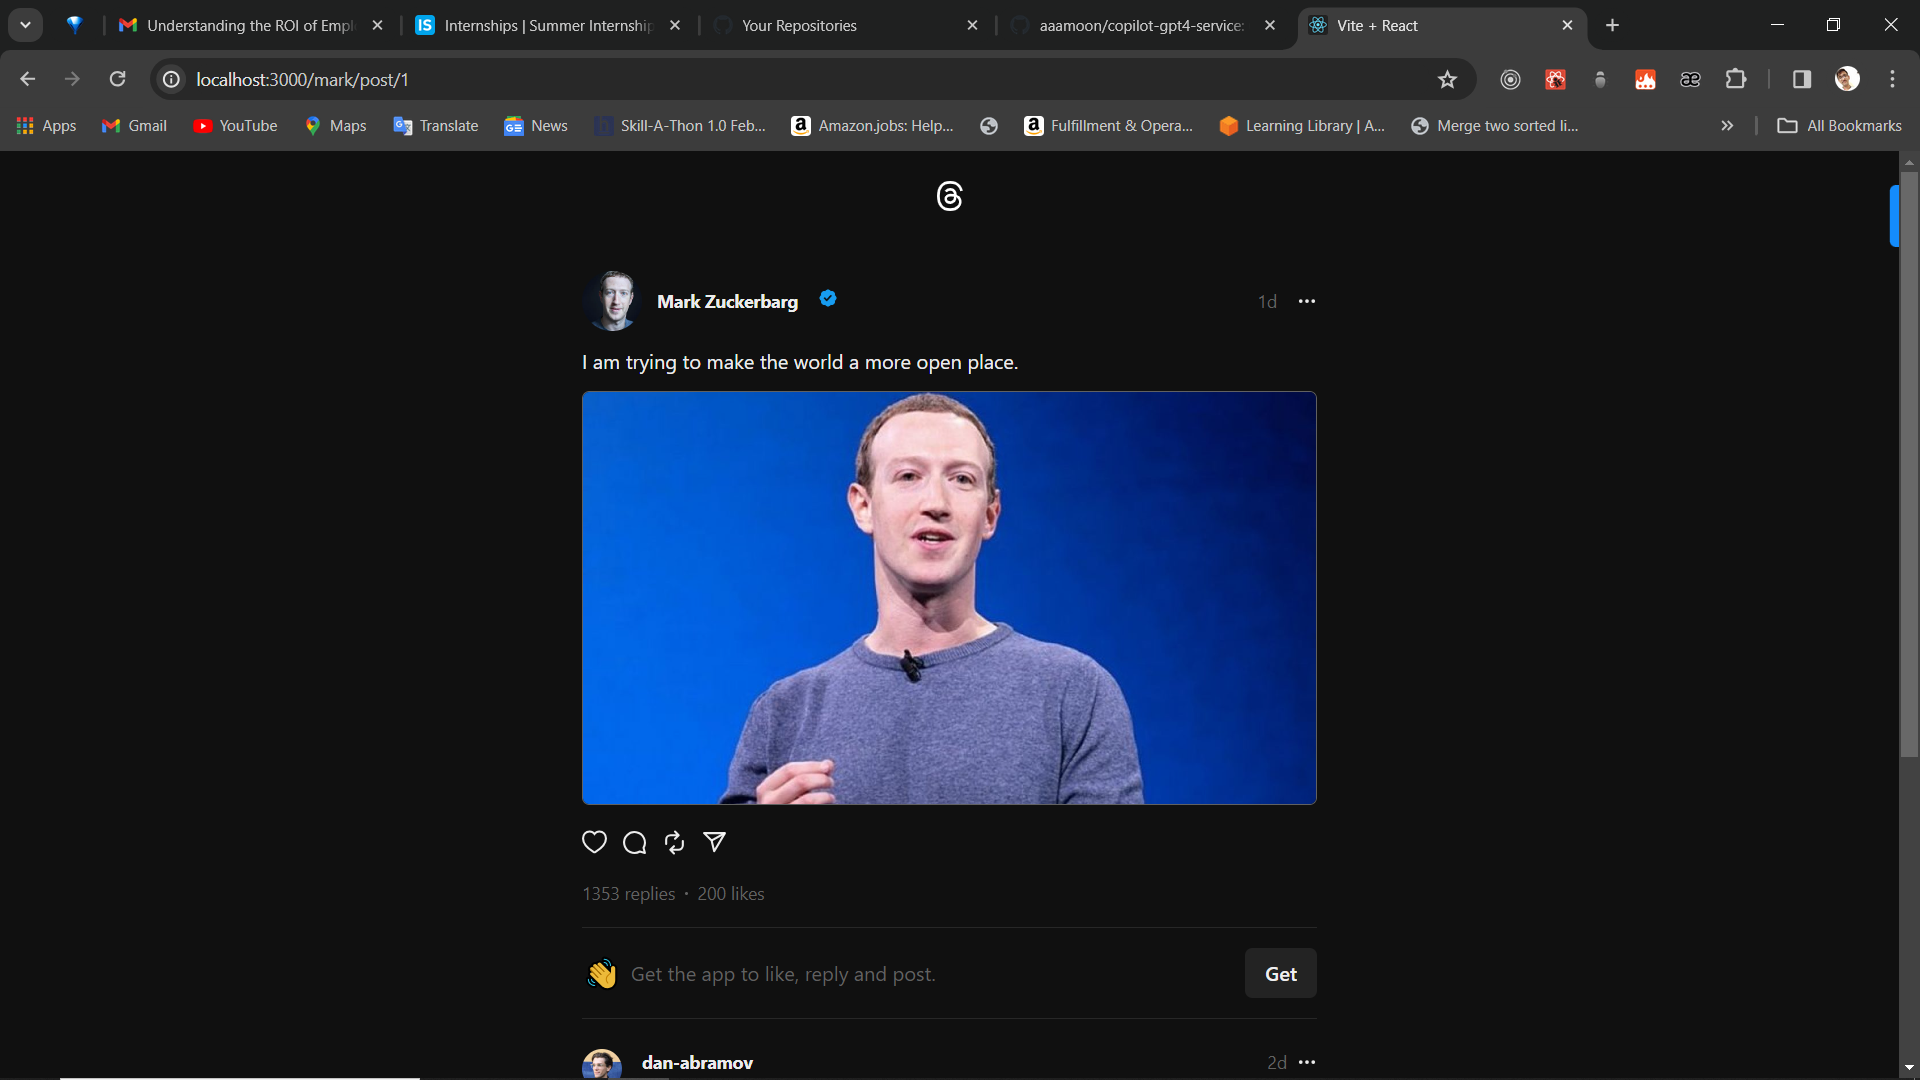 Understanding the ROI of Empl
Internships | Summer Internship
Your Repositories
aaamoon/copilot-gpt4-service:
Vite + React
localhost:3000/mark/post/1
Apps
Gmail
YouTube
Maps
Translate
News
Skill-A-Thon 1.0 Feb...
Amazon.jobs: Help...
Fulfillment & Opera...
Learning Library | A...
Merge two sorted li...
All Bookmarks
Mark Zuckerbarg
1d
I am trying to make the world a more open place.
1353 replies · 200 likes
Get the app to like, reply and post.
Get
dan-abramov
2d